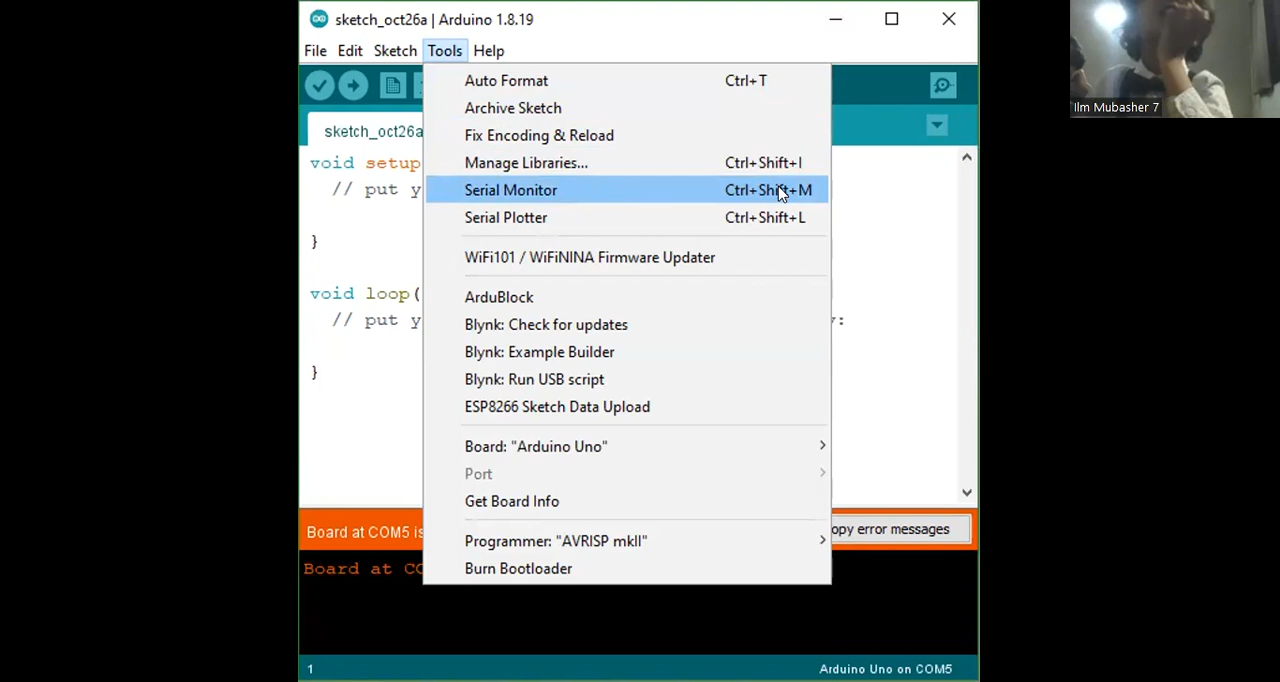 sketch_oct26a | Arduino 1.8.19
Ilm Mubasher 7
File Edit Sketch Tools Help
Auto Format Ctrl+T
Archive Sketch
sketch_oct26a
Fix Encoding & Reload
void setup
Manage Libraries... Ctrl+Shift+I
// put y
Serial Monitor Ctrl+Shift+M
Serial Plotter Ctrl+Shift+L
}
WiFi101 / WiFiNINA Firmware Updater
void loop(
ArduBlock
// put y
Blynk: Check for updates
Blynk: Example Builder
}
Blynk: Run USB script
ESP8266 Sketch Data Upload
Board: "Arduino Uno"
Port
Get Board Info
Board at COM5 i
opy error messages
Programmer: "AVRISP mkII"
Board at CO
Burn Bootloader
1 Arduino Uno on COM5